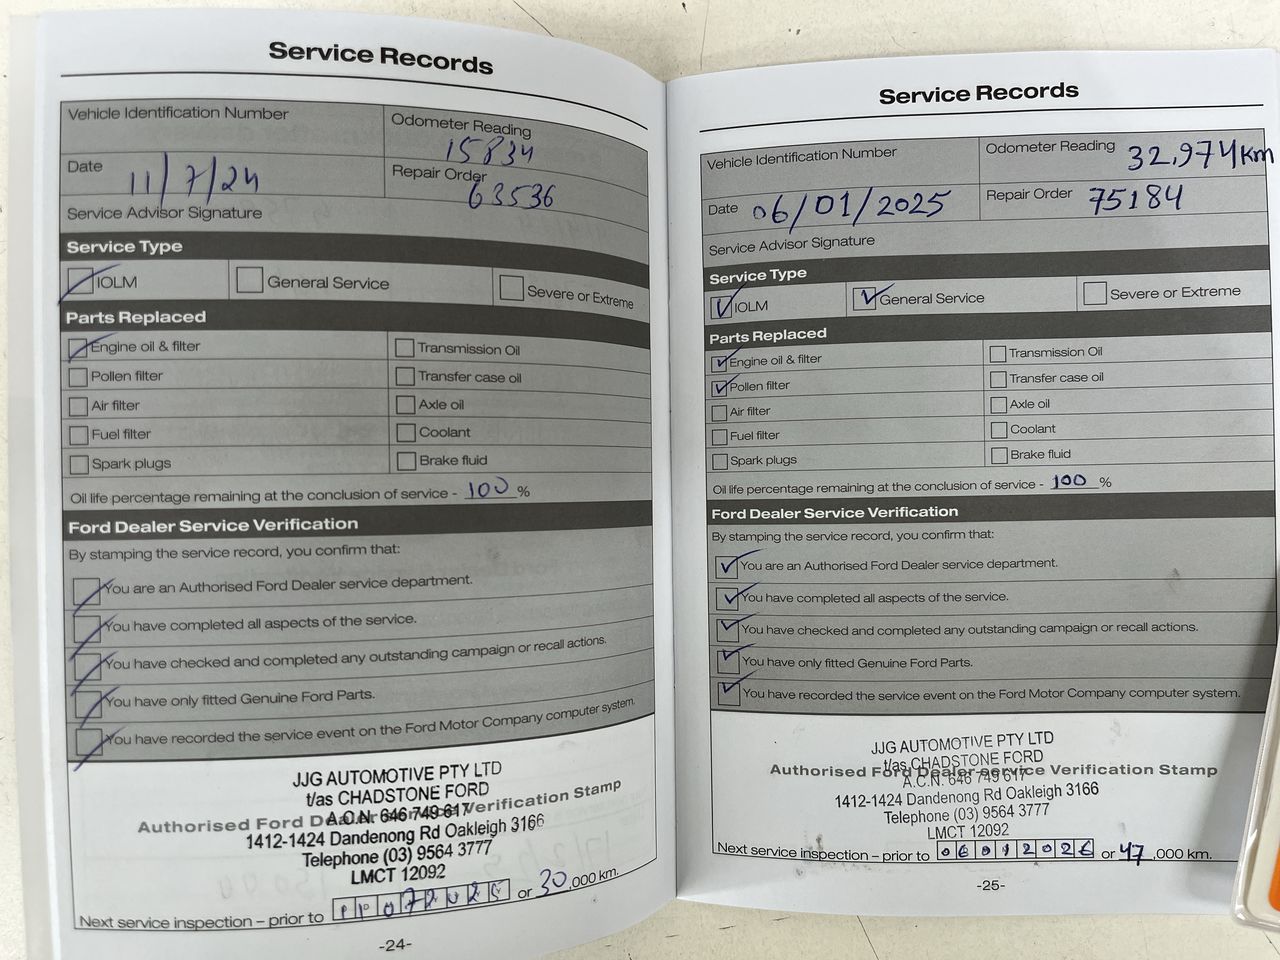 Service Records
Vehicle Identification Number
Odometer Reading
15834
Date 11/7/24
Repair Order 63536
Service Advisor Signature
Service Type
IOLM
General Service
Severe or Extreme
Parts Replaced
Engine oil & filter
Transmission Oil
Pollen filter
Transfer case oil
Air filter
Axle oil
Fuel filter
Coolant
Spark plugs
Brake fluid
Oil life percentage remaining at the conclusion of service - 100 %
Ford Dealer Service Verification
By stamping the service record, you confirm that:
You are an Authorised Ford Dealer service department.
You have completed all aspects of the service.
You have checked and completed any outstanding campaign or recall actions.
You have only fitted Genuine Ford Parts.
You have recorded the service event on the Ford Motor Company computer system.
JJG AUTOMOTIVE PTY LTD
t/as CHADSTONE FORD
A.C.N. 646 749 617
Authorised Ford Dealer service Verification Stamp
1412-1424 Dandenong Rd Oakleigh 3166
Telephone (03) 9564 3777
LMCT 12092
Next service inspection – prior to 11072025 or 30,000 km.
-24-
Service Records
Vehicle Identification Number
Odometer Reading 32,974km
Date 06/01/2025
Repair Order 75184
Service Advisor Signature
Service Type
IOLM
General Service
Severe or Extreme
Parts Replaced
Engine oil & filter
Transmission Oil
Pollen filter
Transfer case oil
Air filter
Axle oil
Fuel filter
Coolant
Spark plugs
Brake fluid
Oil life percentage remaining at the conclusion of service - 100 %
Ford Dealer Service Verification
By stamping the service record, you confirm that:
You are an Authorised Ford Dealer service department.
You have completed all aspects of the service.
You have checked and completed any outstanding campaign or recall actions.
You have only fitted Genuine Ford Parts.
You have recorded the service event on the Ford Motor Company computer system.
JJG AUTOMOTIVE PTY LTD
t/as CHADSTONE FORD
Authorised Ford Dealer service Verification Stamp
A.C.N. 646 749 617
1412-1424 Dandenong Rd Oakleigh 3166
Telephone (03) 9564 3777
LMCT 12092
Next service inspection – prior to 06012026 or 47,000 km.
-25-